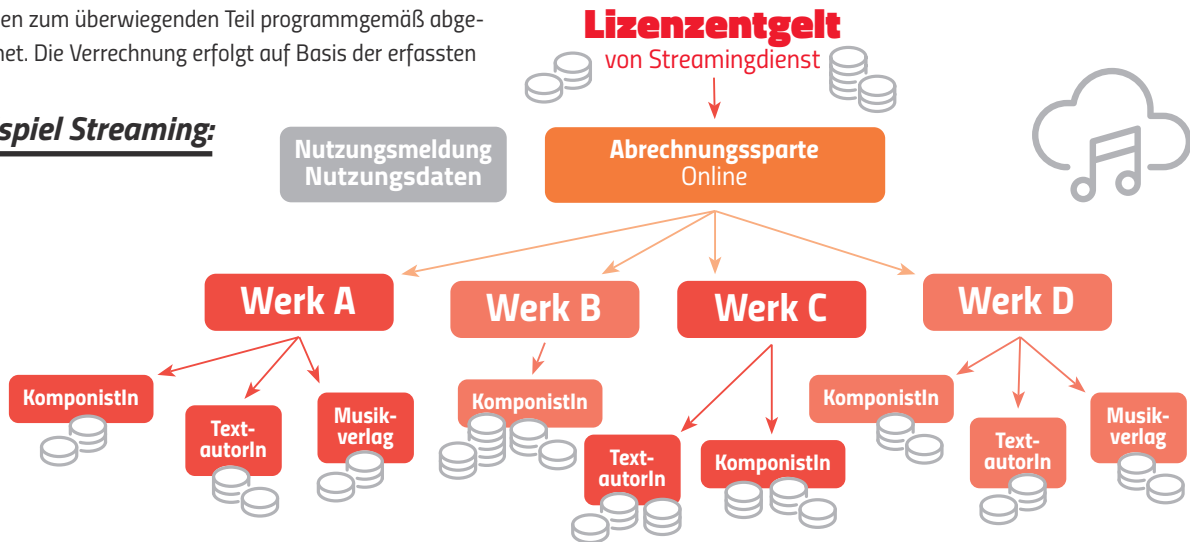 en zum überwiegenden Teil programmgemäß abge-
net. Die Verrechnung erfolgt auf Basis der erfassten
spiel Streaming:
Lizenzentgelt
von Streamingdienst
Nutzungsmeldung
Nutzungsdaten
Abrechnungssparte
Online
Werk A
Werk B
Werk C
Werk D
KomponistIn
Text-
autorIn
Musik-
verlag
KomponistIn
Text-
autorIn
KomponistIn
KomponistIn
Text-
autorIn
Musik-
verlag